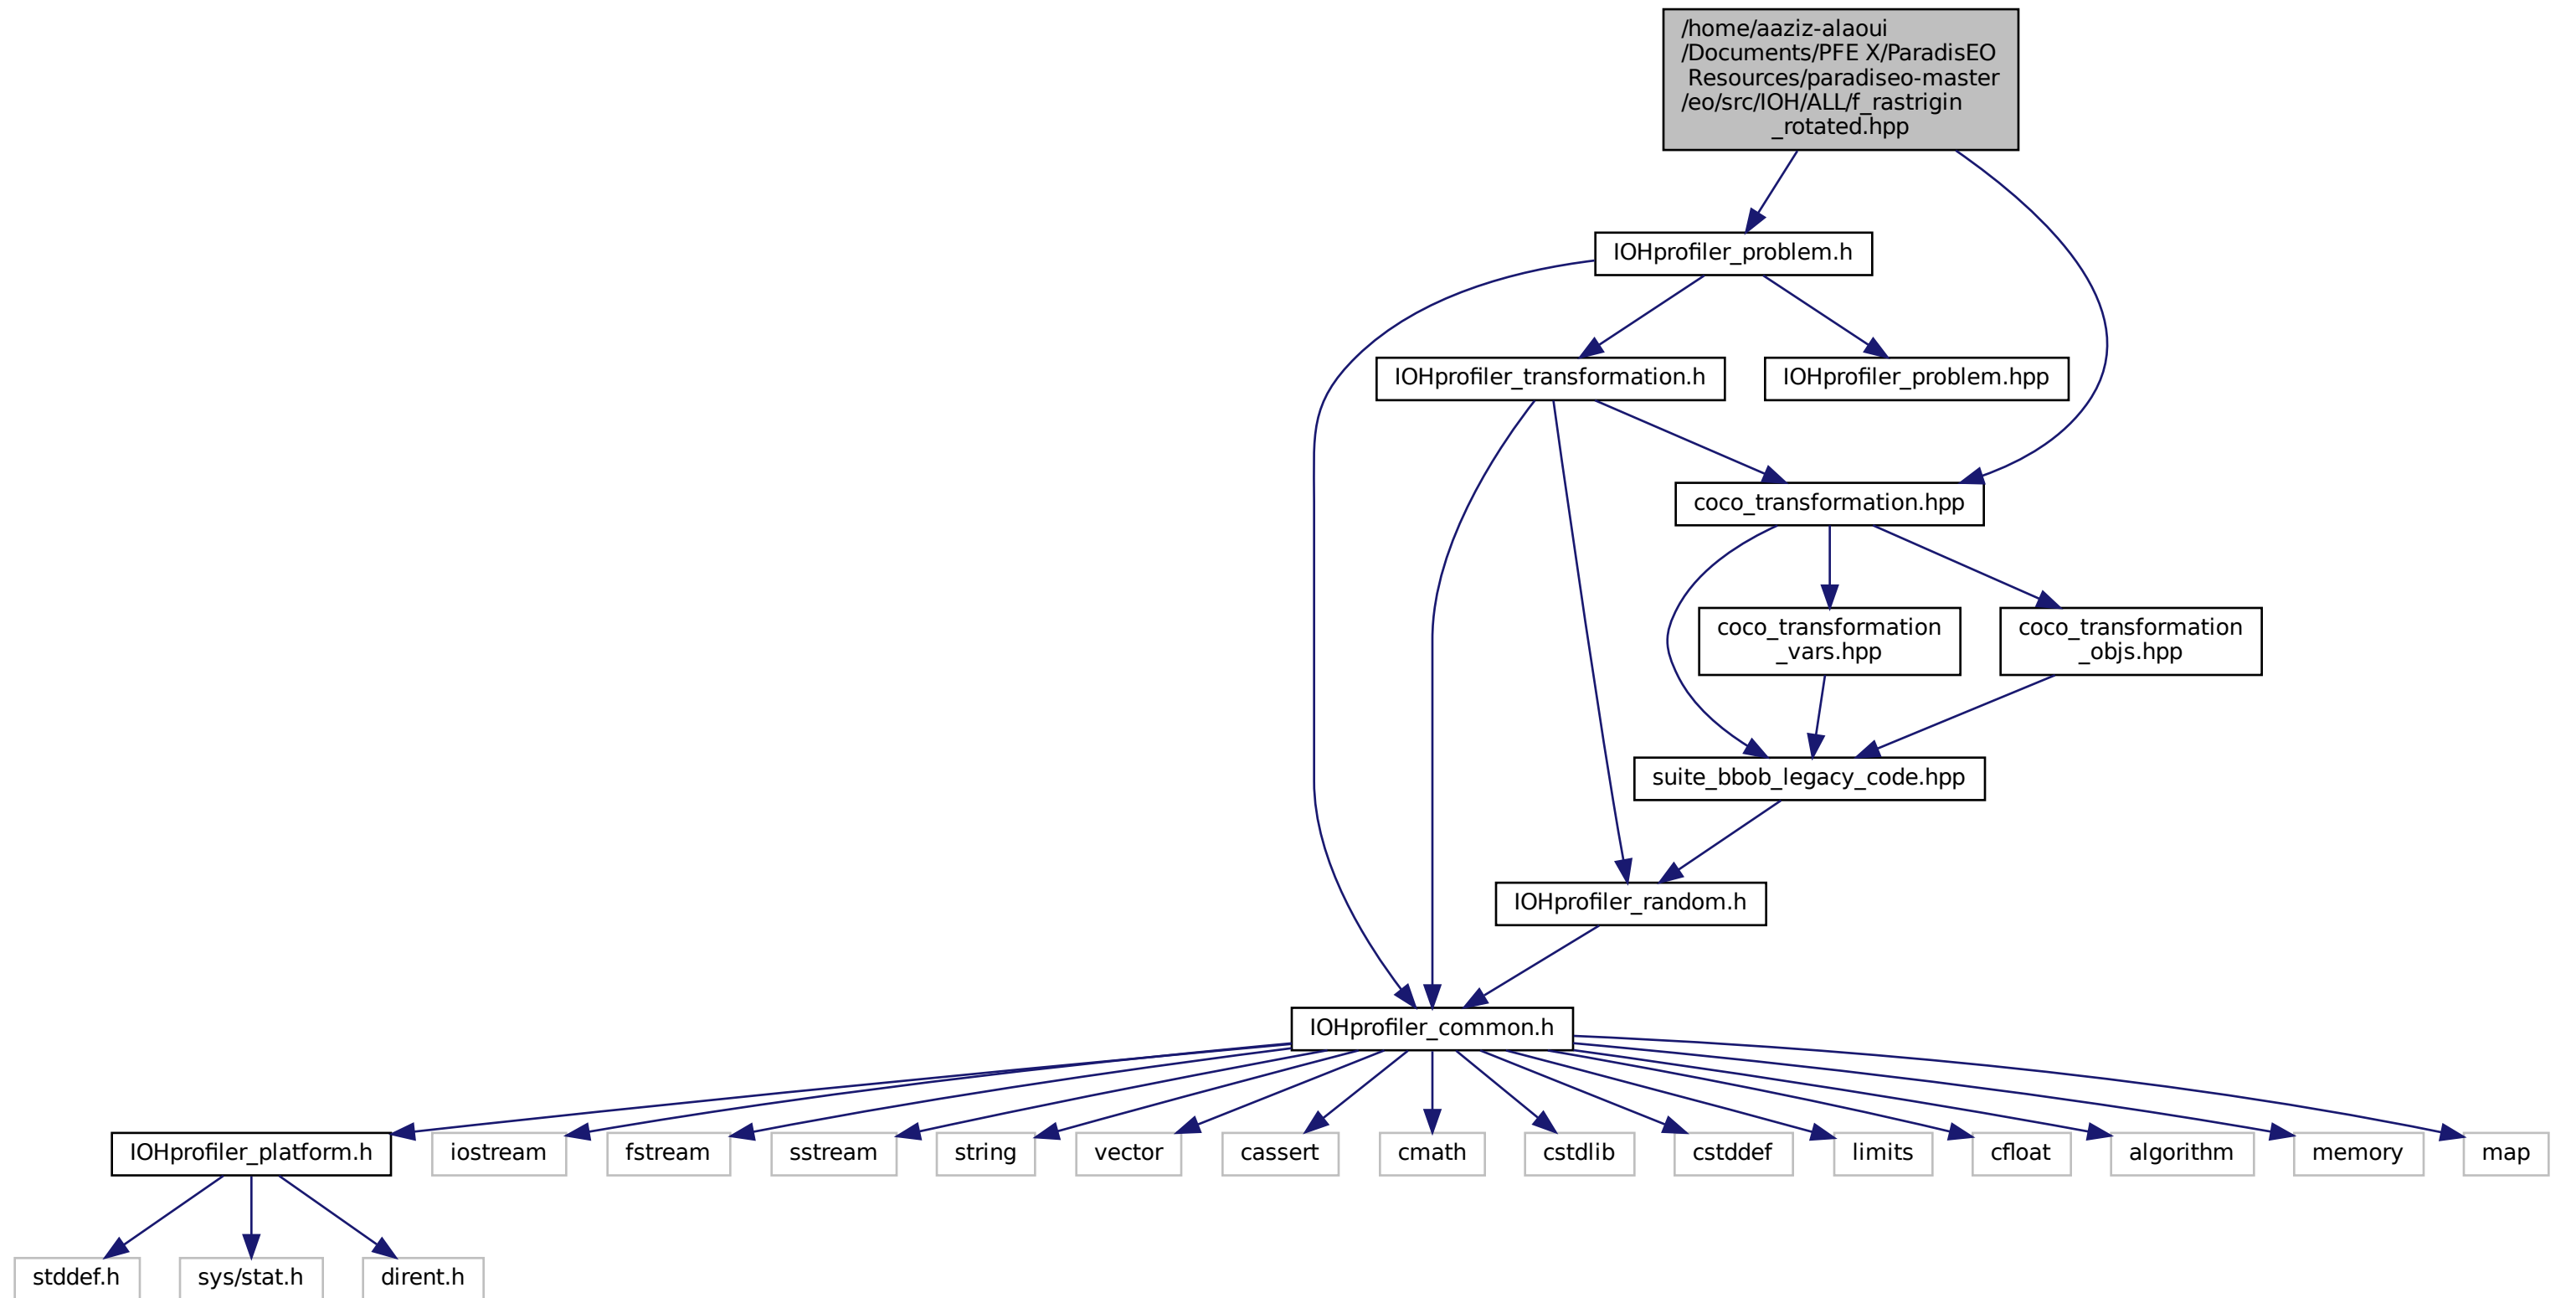 /home/aaziz-alaoui
/Documents/PFE X/ParadisEO
Resources/paradiseo-master
/eo/src/IOH/ALL/f_rastrigin
_rotated.hpp
IOHprofiler_problem.h
IOHprofiler_transformation.h
IOHprofiler_problem.hpp
coco_transformation.hpp
coco_transformation
_vars.hpp
coco_transformation
_objs.hpp
suite_bbob_legacy_code.hpp
IOHprofiler_random.h
IOHprofiler_common.h
IOHprofiler_platform.h
iostream
fstream
sstream
string
vector
cassert
cmath
cstdlib
cstddef
limits
cfloat
algorithm
memory
map
stddef.h
sys/stat.h
dirent.h